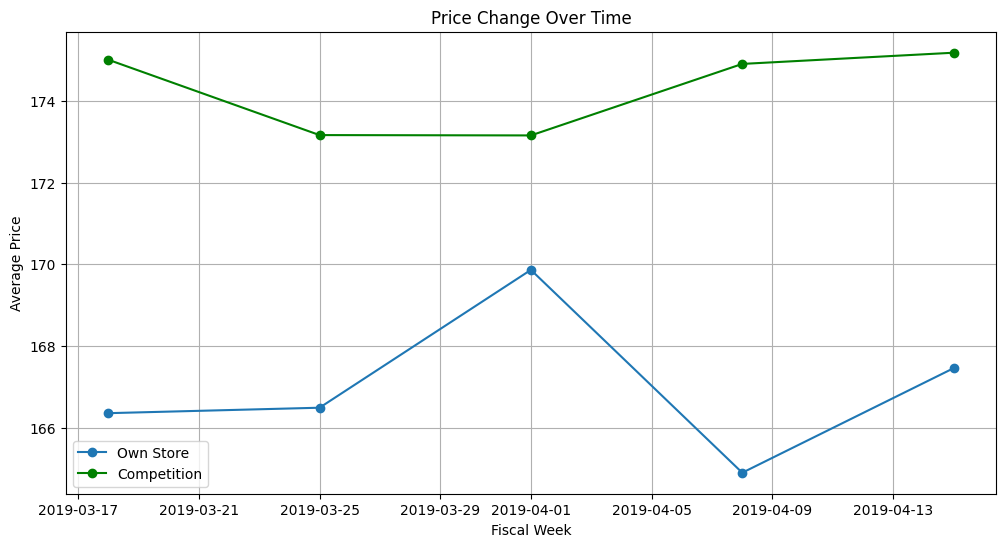 Price Change Over Time
Average Price
174
172
170
168
166
Own Store
Competition
2019-03-17 2019-03-21 2019-03-25 2019-03-29 2019-04-01 2019-04-05 2019-04-09 2019-04-13
Fiscal Week